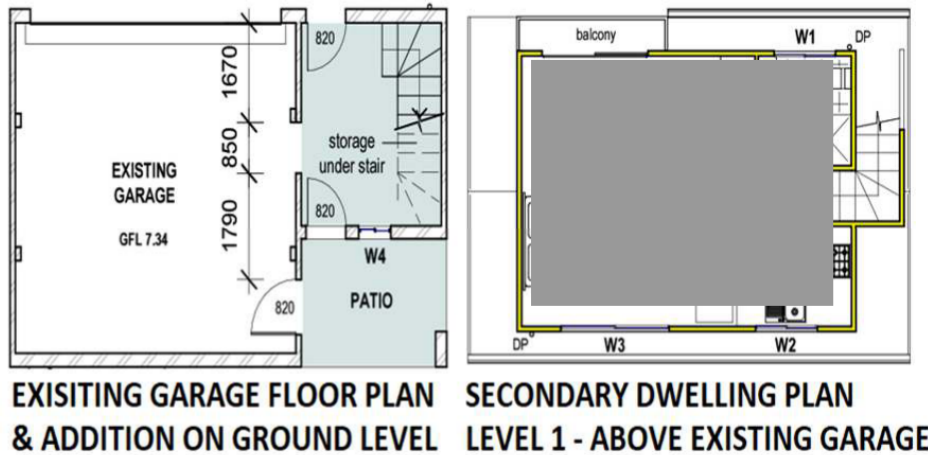 820
1670
850
1790
storage
under stair
EXISTING
GARAGE
GFL 7.34
820
W4
820
PATIO
EXISITING GARAGE FLOOR PLAN
& ADDITION ON GROUND LEVEL
balcony
W1
DP
DP
W3
W2
SECONDARY DWELLING PLAN
LEVEL 1 - ABOVE EXISTING GARAGE